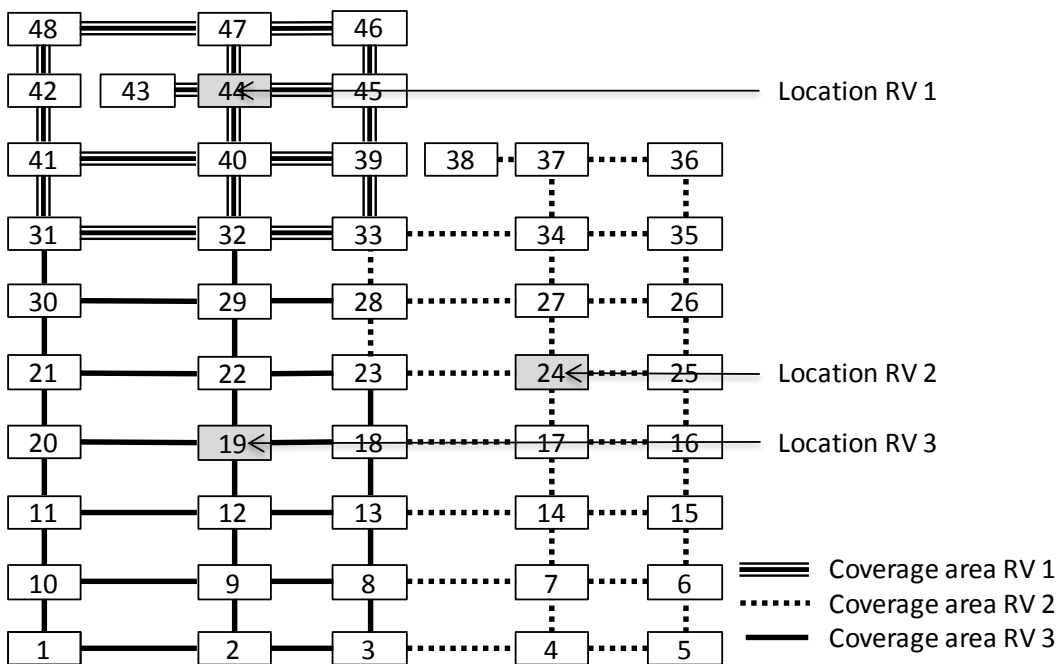 48 47 46
42 43 44 45 Location RV 1
41 40 39 38 37 36
31 32 33 34 35
30 29 28 27 26
21 22 23 24 25 Location RV 2
20 19 18 17 16 Location RV 3
11 12 13 14 15
10 9 8 7 6 Coverage area RV 1
Coverage area RV 2
1 2 3 4 5 Coverage area RV 3